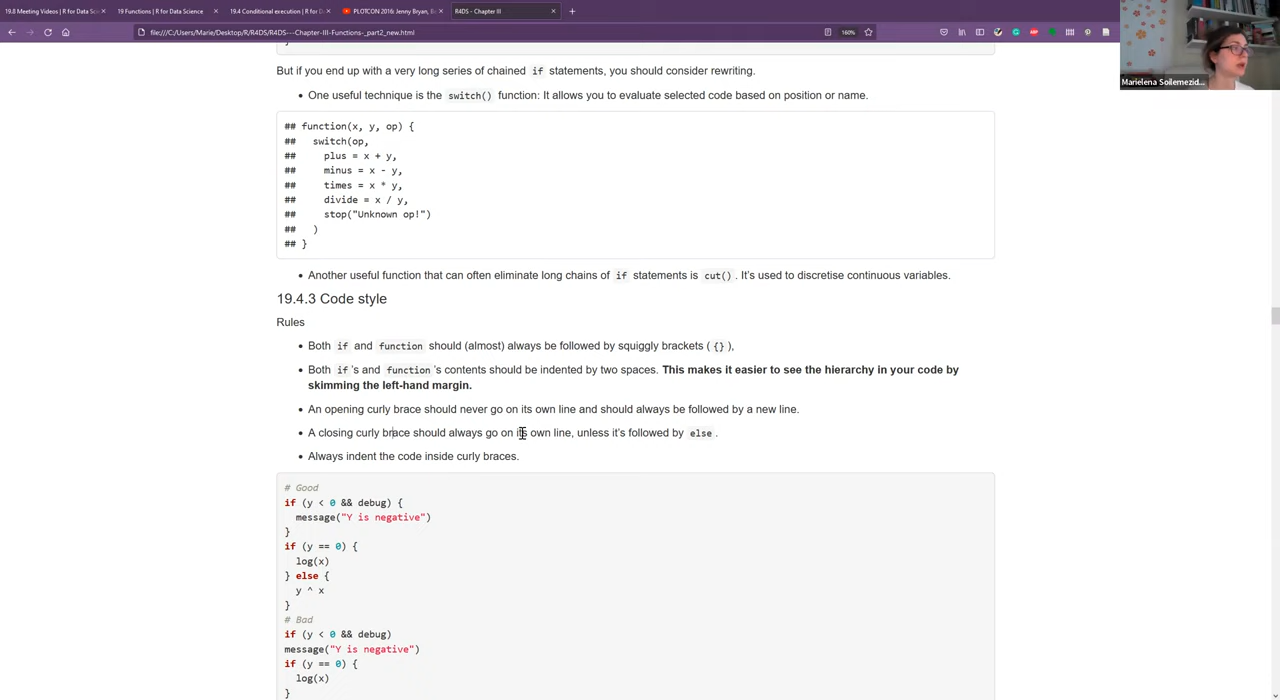 19.8 Meeting Videos | R for Data Sci
19 Functions | R for Data Science
19.4 Conditional execution | R for D
PLOTCON 2016: Jenny Bryan, R
R4DS - Chapter III
file:///C:/Users/Marie/Desktop/R/R4DS/R4DS---Chapter-III-Functions-_part2_new.html
160%
Marielena Soilemezid...
}
But if you end up with a very long series of chained if statements, you should consider rewriting.
• One useful technique is the switch() function: It allows you to evaluate selected code based on position or name.
## function(x, y, op) {
##   switch(op,
##     plus = x + y,
##     minus = x - y,
##     times = x * y,
##     divide = x / y,
##     stop("Unknown op!")
##   )
## }
• Another useful function that can often eliminate long chains of if statements is cut(). It's used to discretise continuous variables.
19.4.3 Code style
Rules
• Both if and function should (almost) always be followed by squiggly brackets ( {} ),
• Both if 's and function 's contents should be indented by two spaces. This makes it easier to see the hierarchy in your code by
skimming the left-hand margin.
• An opening curly brace should never go on its own line and should always be followed by a new line.
• A closing curly brace should always go on its own line, unless it's followed by else .
• Always indent the code inside curly braces.
# Good
if (y < 0 && debug) {
  message("Y is negative")
}
if (y == 0) {
  log(x)
} else {
  y ^ x
}
# Bad
if (y < 0 && debug)
message("Y is negative")
if (y == 0) {
  log(x)
}